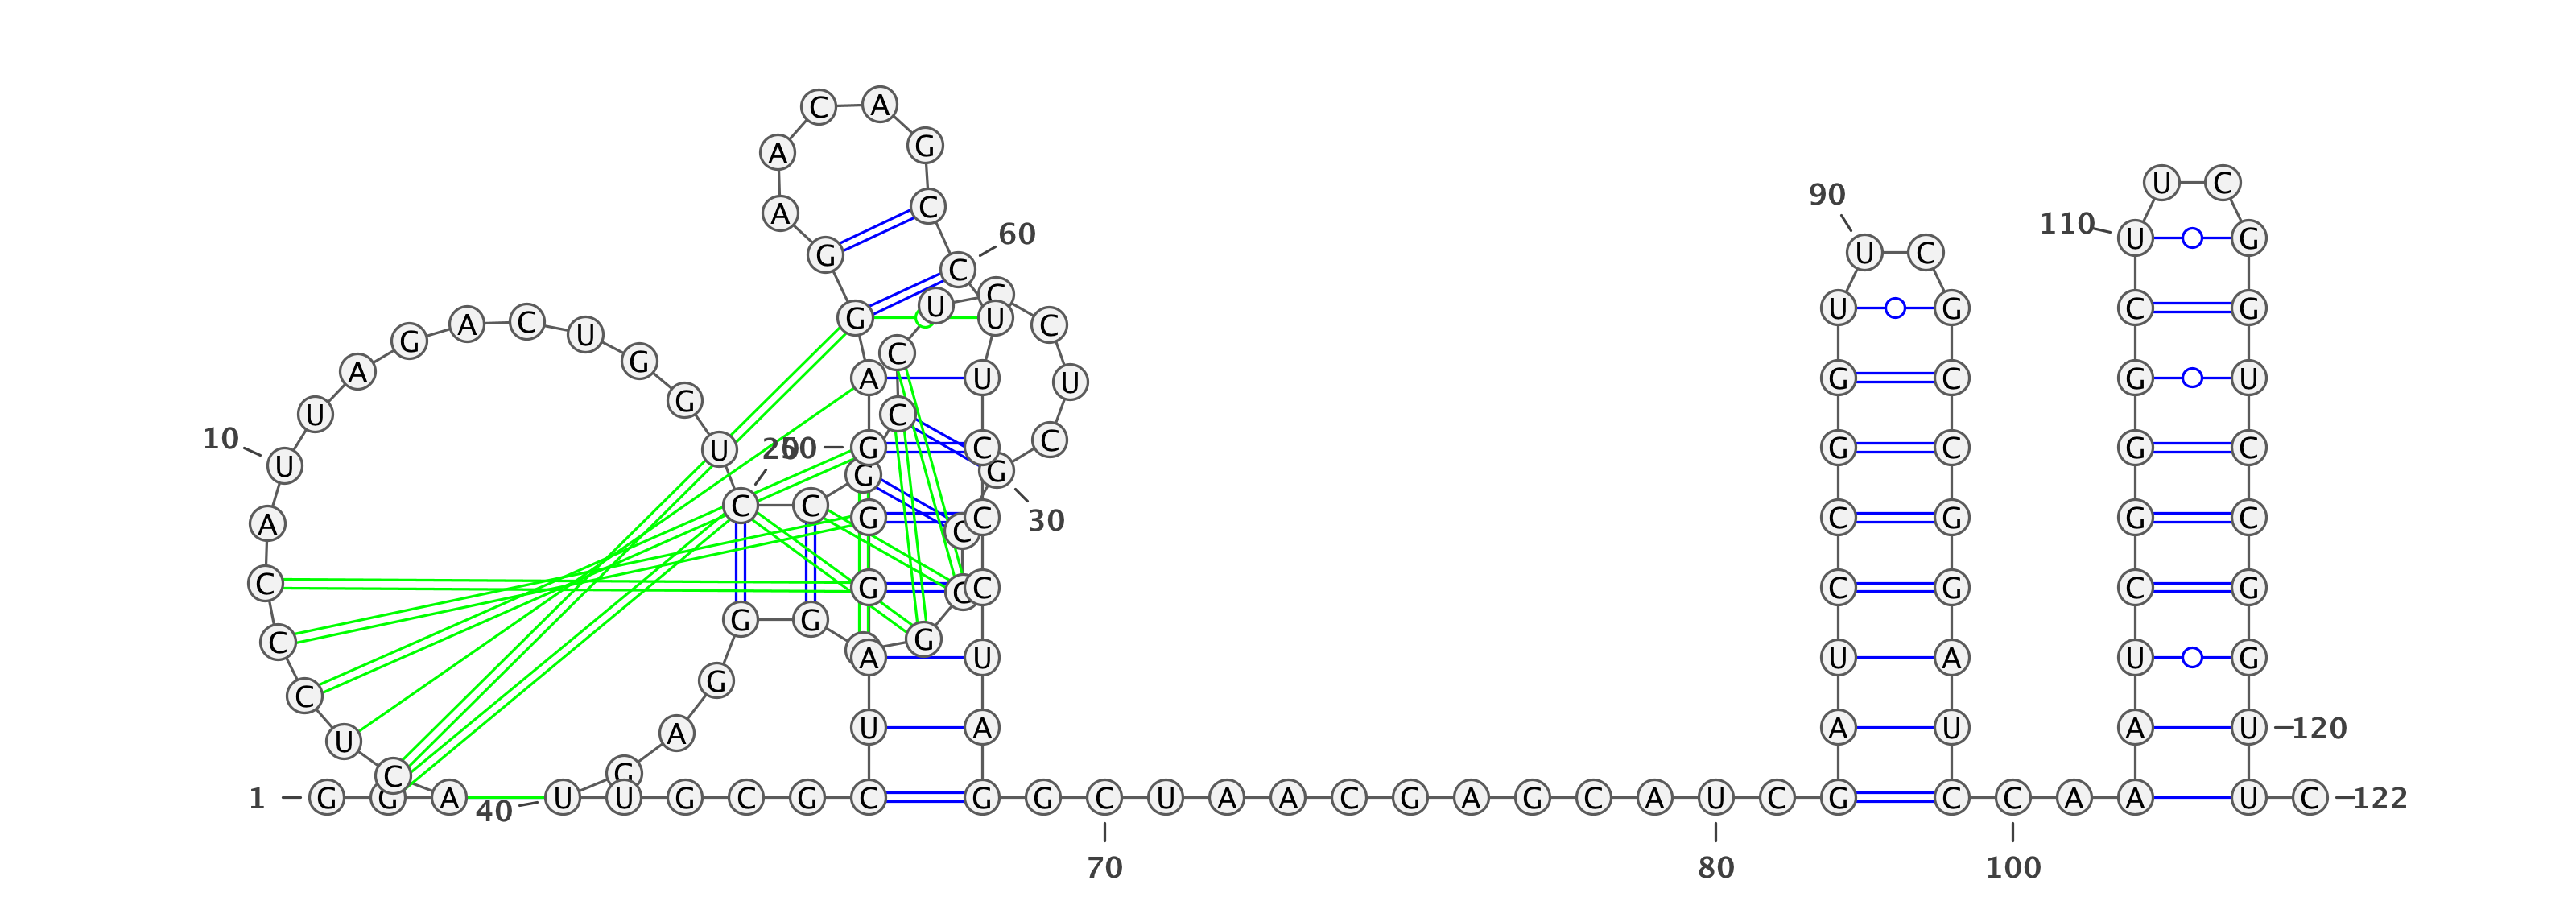 C A
A G
U C
90
A C
110 U G
60
G U C
C
U C
A C G U C U G C G
U
G G C
A A U U G C G U
G
U
10 C C
U 20 50 G C G C G C
G G
C C
G C C G G C
A 30
C
C G C C G C G
C
G G
C G
A U U A U G
G
C
A U A A U A U 120
U
C G
1 G G A U U G C G C G G C U A A C G A G C A U C G C C A A U C 122
40
70 80 100